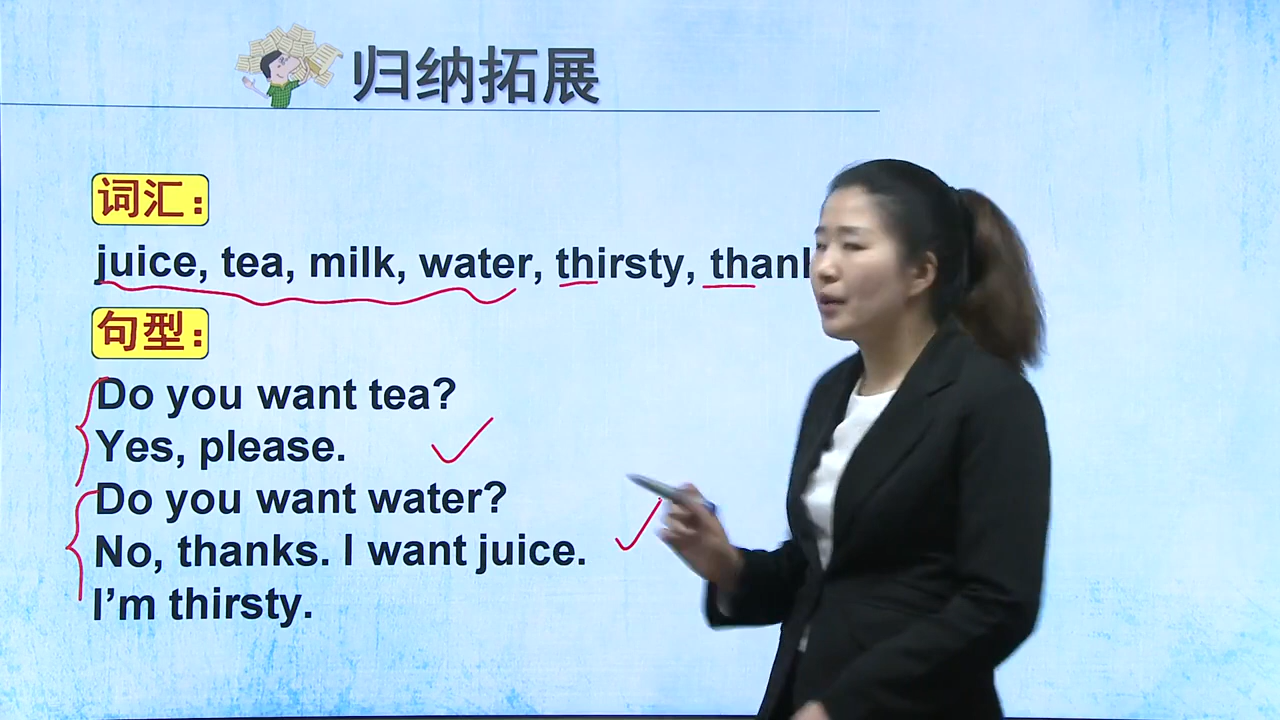 归纳拓展
词汇：
juice, tea, milk, water, thirsty,
句型：
Do you want tea?
Yes, please.
Do you want water?
No, thanks. I want juice.
I’m thirsty.